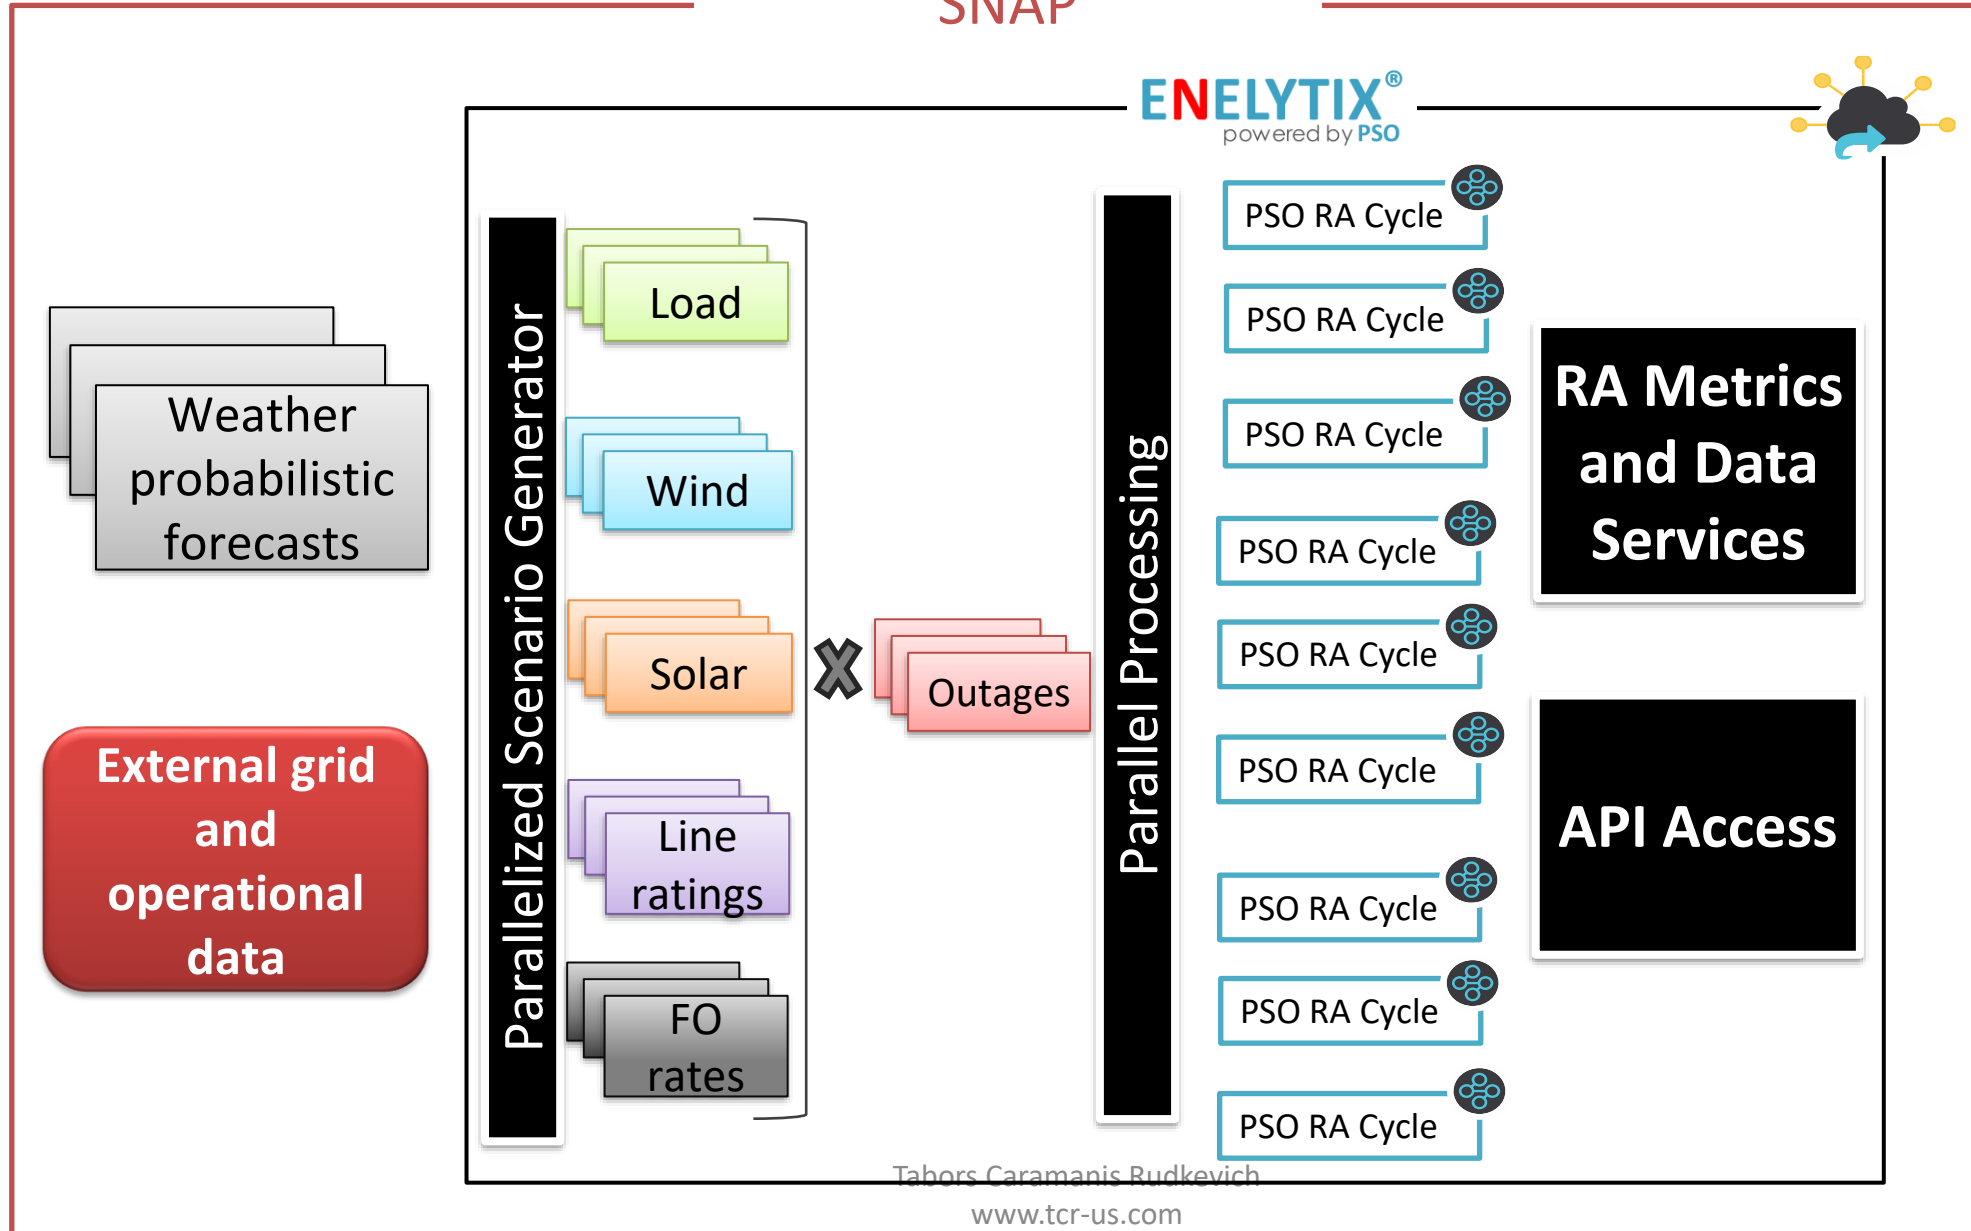 SNAP
ENELYTIX®
powered by PSO
Weather
probabilistic
forecasts
External grid
and
operational
data
Parallelized Scenario Generator
Load
Wind
Solar
Line
ratings
FO
rates
X
Outages
Parallel Processing
PSO RA Cycle
PSO RA Cycle
PSO RA Cycle
PSO RA Cycle
PSO RA Cycle
PSO RA Cycle
PSO RA Cycle
PSO RA Cycle
PSO RA Cycle
RA Metrics
and Data
Services
API Access
Tabors Caramanis Rudkevich
www.tcr-us.com